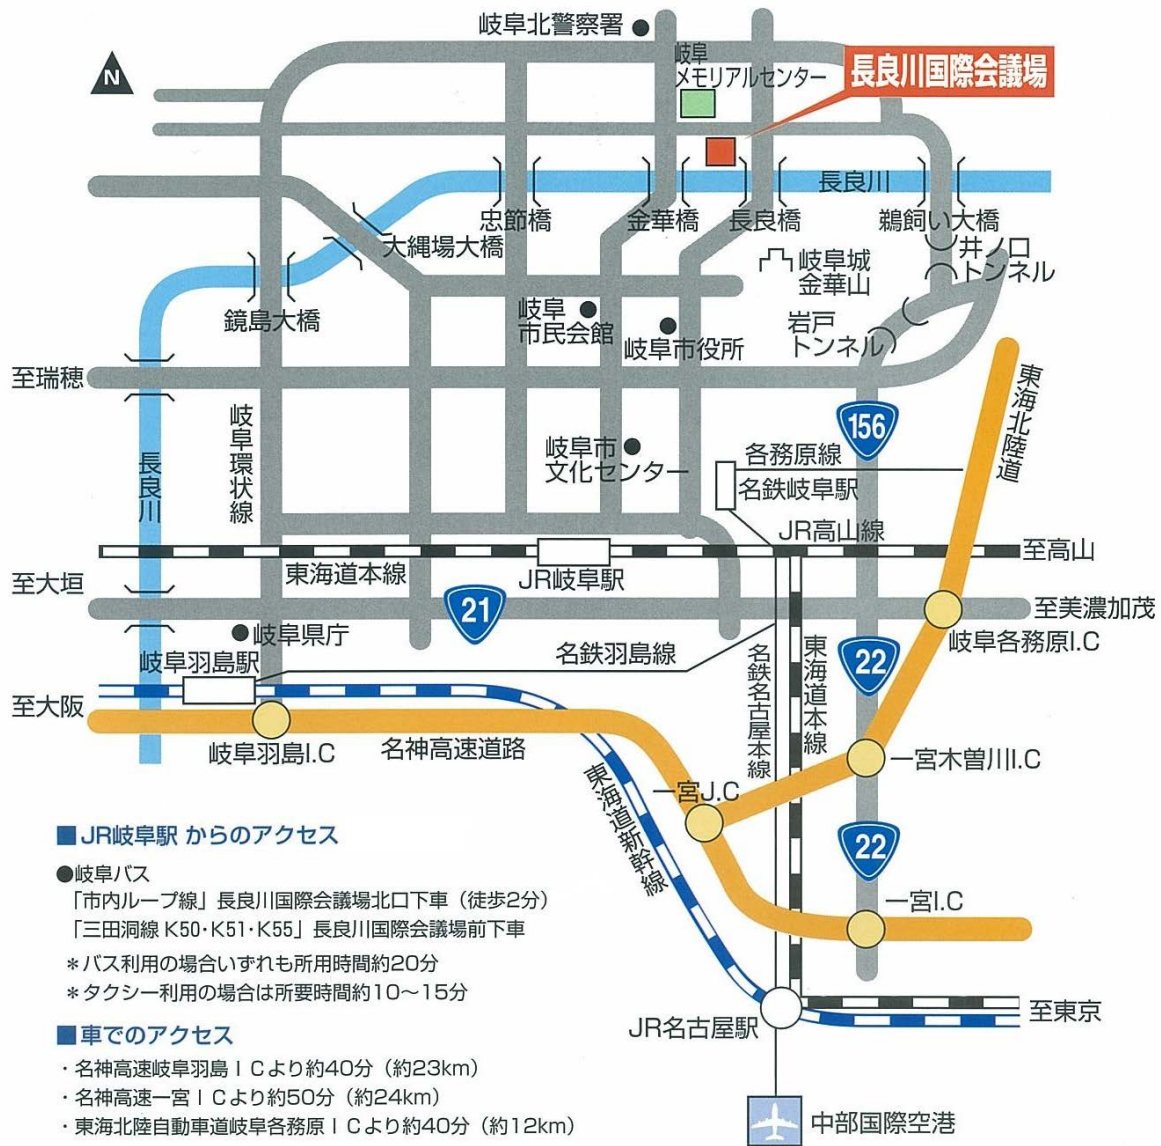 岐阜北警察署
N
岐阜
メモリアルセンター
長良川国際会議場
長良川
忠節橋
金華橋
長良橋
鵜飼い大橋
大縄場大橋
井ノ口
トンネル
岐阜城
金華山
鏡島大橋
岐阜
市民会館
岐阜市役所
岩戸
トンネル
至瑞穂
東海北陸道
岐阜環状線
156
長良川
岐阜市
文化センター
各務原線
名鉄岐阜駅
JR高山線
至高山
東海道本線
JR岐阜駅
至大垣
21
至美濃加茂
岐阜県庁
岐阜各務原I.C
岐阜羽島駅
名鉄羽島線
22
名鉄名古屋本線
東海道本線
至大阪
岐阜羽島I.C
名神高速道路
一宮木曽川I.C
東海道新幹線
一宮J.C
22
一宮I.C
■JR岐阜駅 からのアクセス
●岐阜バス
「市内ループ線」長良川国際会議場北口下車（徒歩2分）
「三田洞線 K50・K51・K55」長良川国際会議場前下車
＊バス利用の場合いずれも所用時間約20分
＊タクシー利用の場合は所要時間約10〜15分
JR名古屋駅
至東京
■車でのアクセス
・名神高速岐阜羽島ＩＣより約40分（約23km）
・名神高速一宮ＩＣより約50分（約24km）
・東海北陸自動車道岐阜各務原ＩＣより約40分（約12km）
中部国際空港